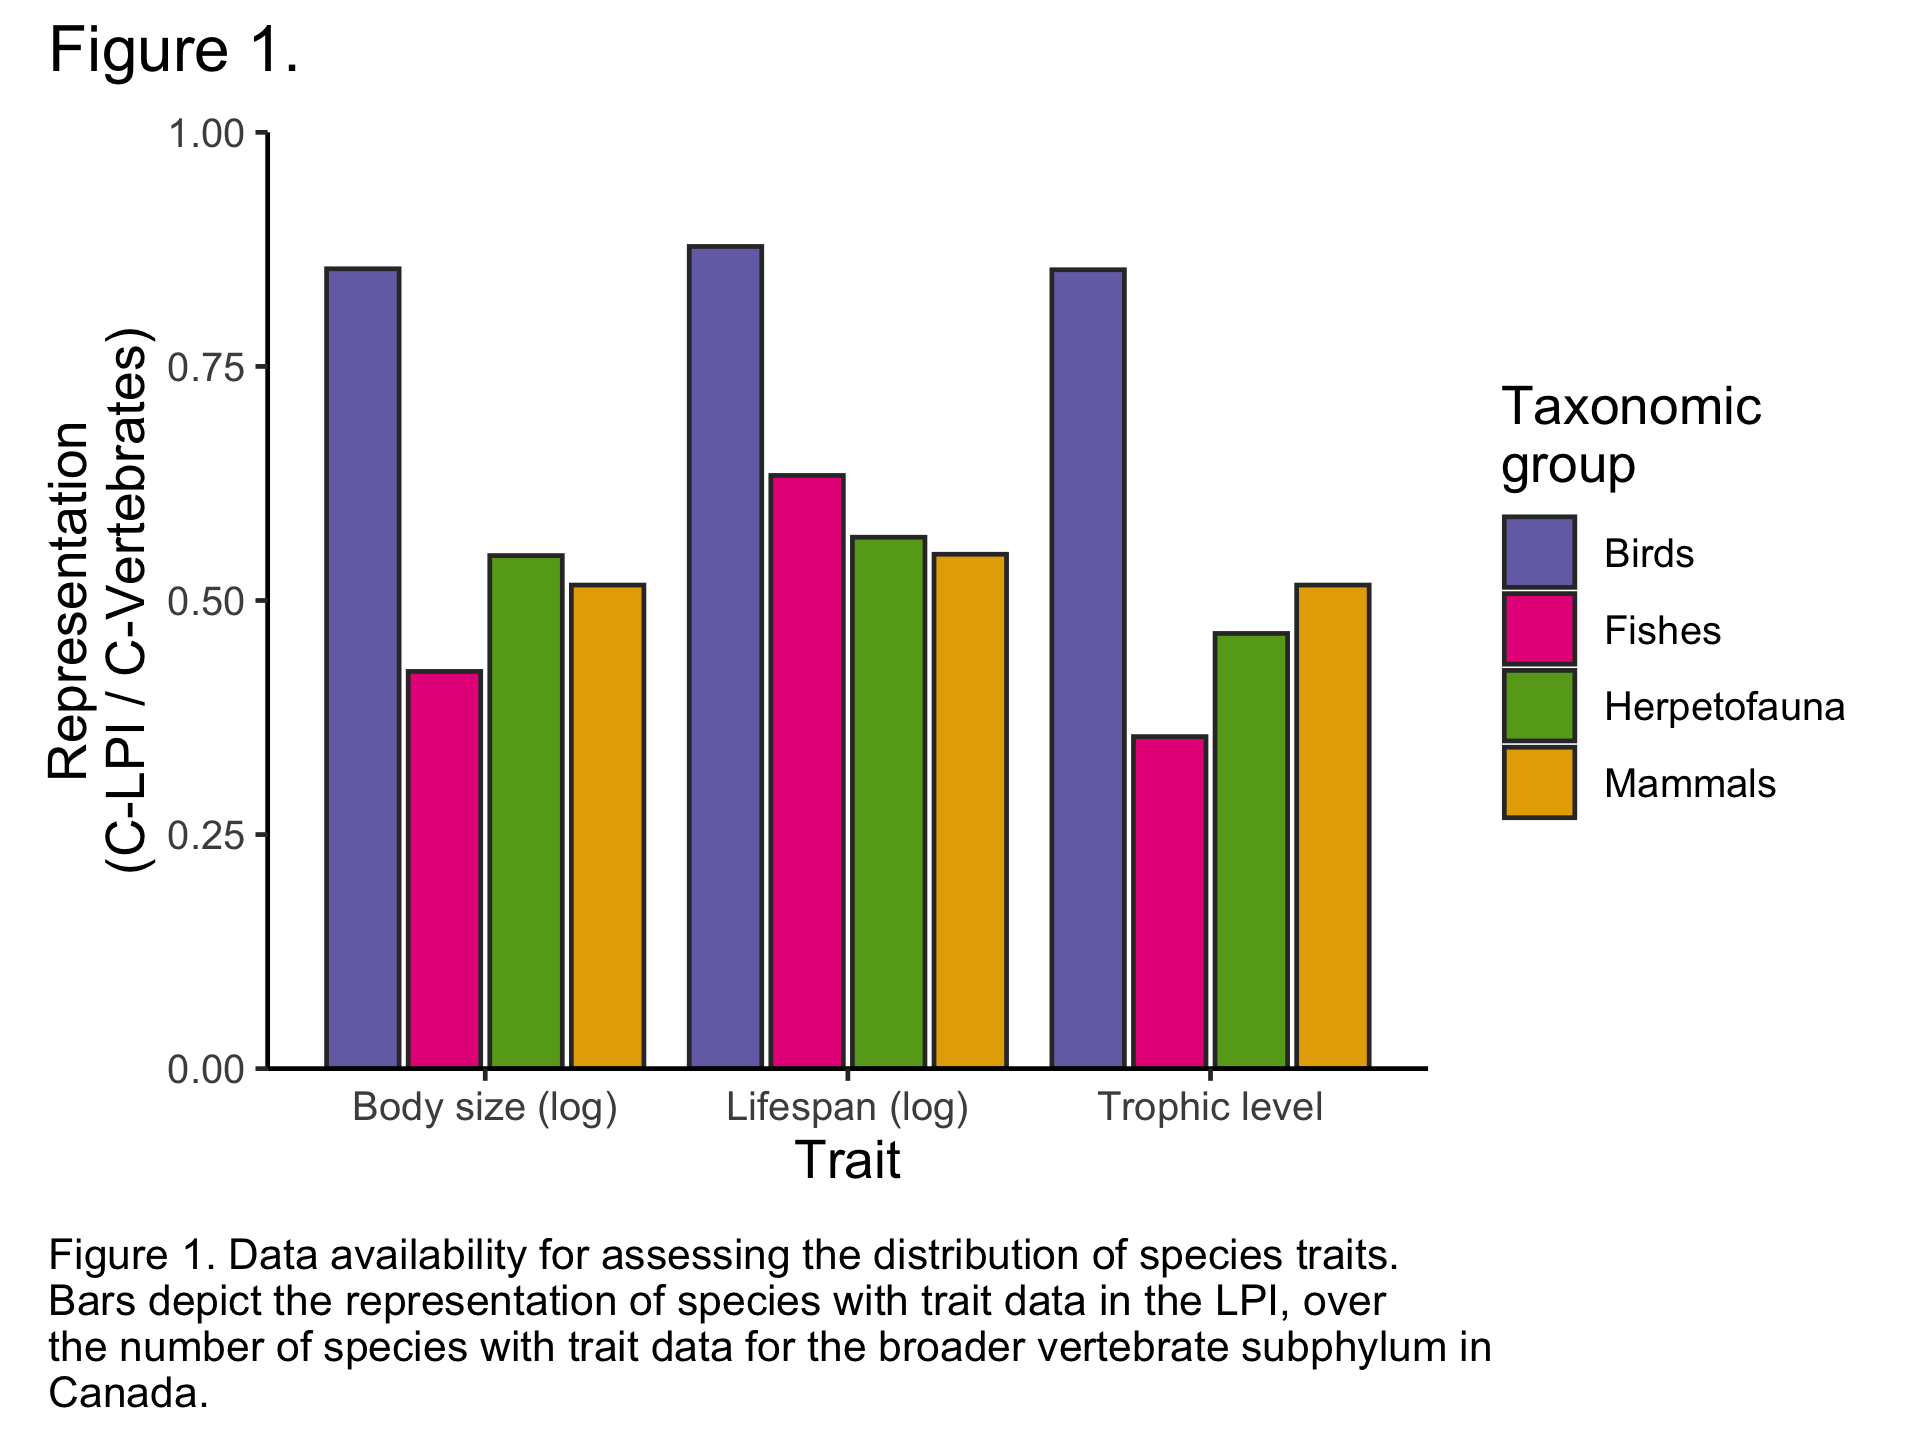 Figure 1.
1.00
0.75
0.50
0.25
0.00
Representation
(C-LPI / C-Vertebrates)
Body size (log)
Lifespan (log)
Trophic level
Trait
Taxonomic
group
Birds
Fishes
Herpetofauna
Mammals
Figure 1. Data availability for assessing the distribution of species traits.
Bars depict the representation of species with trait data in the LPI, over
the number of species with trait data for the broader vertebrate subphylum in
Canada.